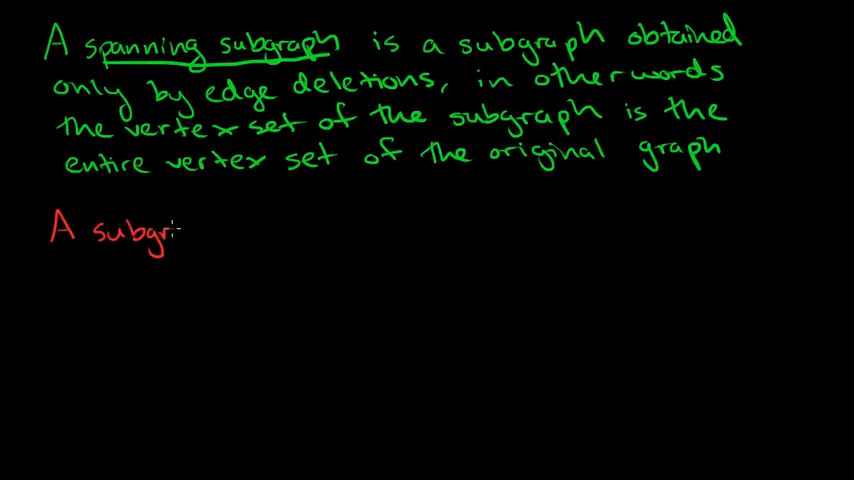 A spanning subgraph is a subgraph obtained
only by edge deletions, in other words
the vertex set of the subgraph is the
entire vertex set of the original graph
A subgr